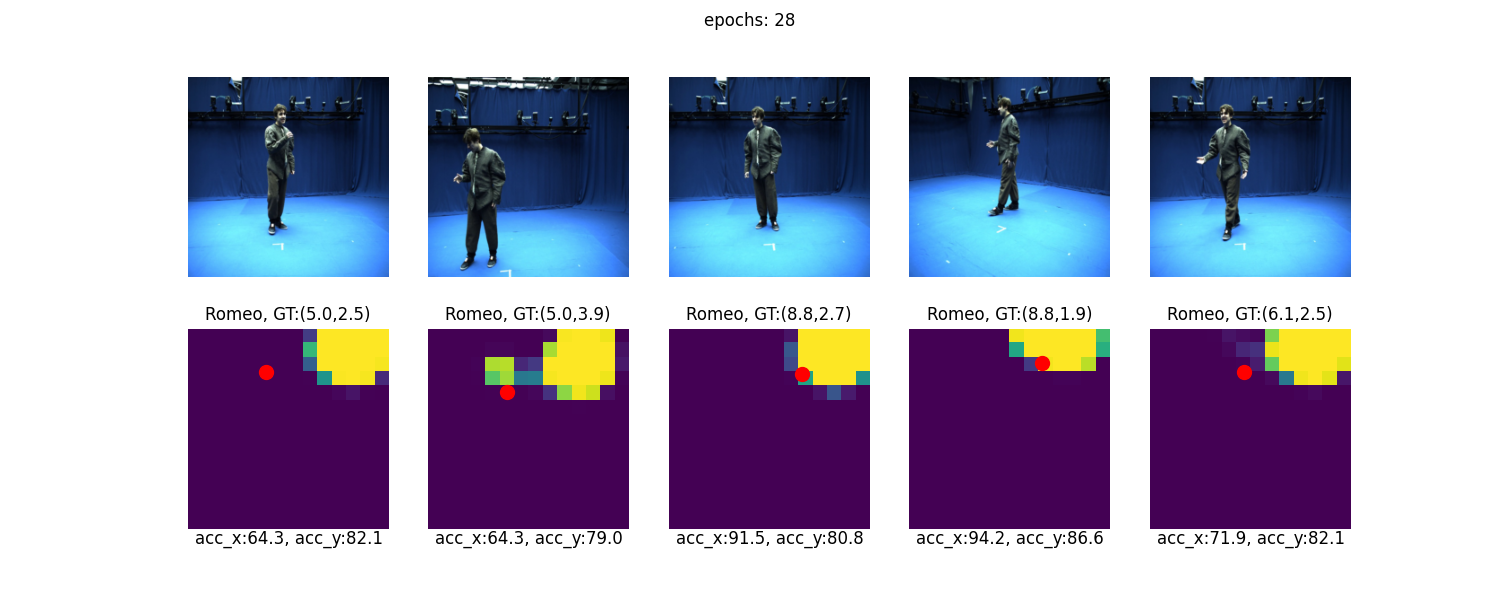 epochs: 28
Romeo, GT:(5.0,2.5)
Romeo, GT:(5.0,3.9)
Romeo, GT:(8.8,2.7)
Romeo, GT:(8.8,1.9)
Romeo, GT:(6.1,2.5)
acc_x:64.3, acc_y:82.1
acc_x:64.3, acc_y:79.0
acc_x:91.5, acc_y:80.8
acc_x:94.2, acc_y:86.6
acc_x:71.9, acc_y:82.1